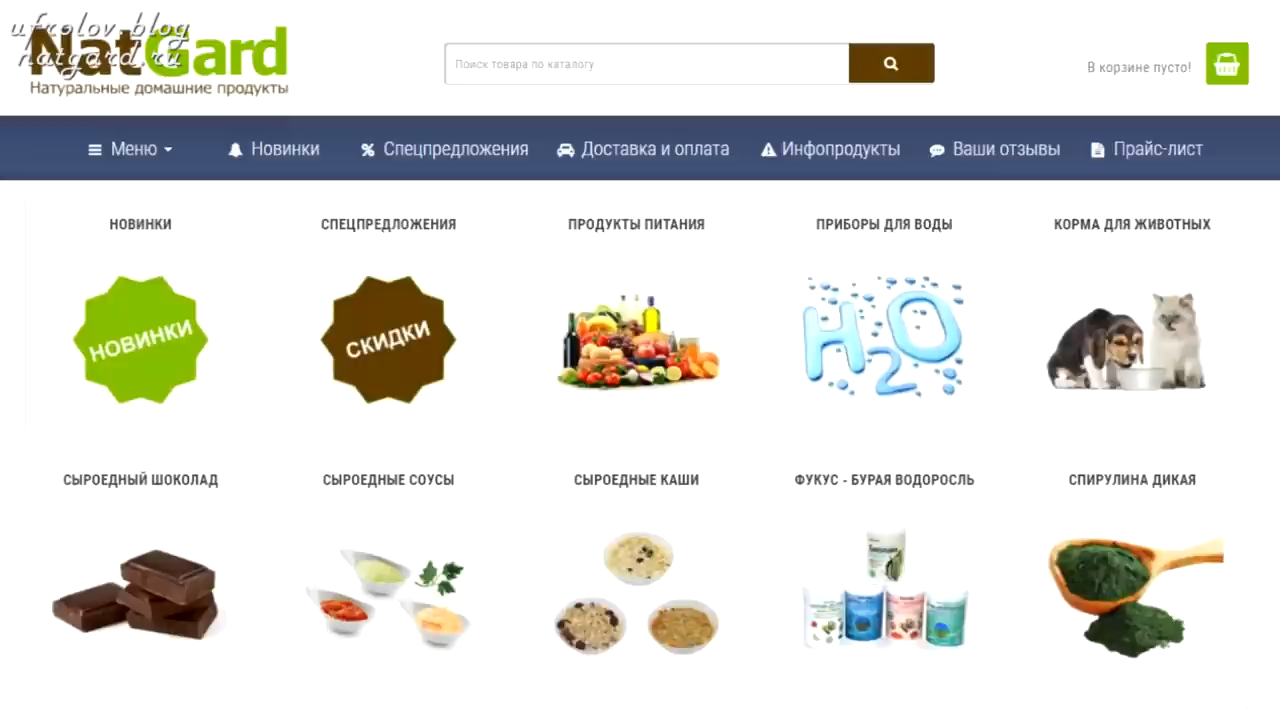 ufrolov.blog
natgard.ru
NatGard
Натуральные домашние продукты
Поиск товара по каталогу
В корзине пусто!
Меню
Новинки
Спецпредложения
Доставка и оплата
Инфопродукты
Ваши отзывы
Прайс-лист
НОВИНКИ
СПЕЦПРЕДЛОЖЕНИЯ
ПРОДУКТЫ ПИТАНИЯ
ПРИБОРЫ ДЛЯ ВОДЫ
КОРМА ДЛЯ ЖИВОТНЫХ
НОВИНКИ
СКИДКИ
H2O
СЫРОЕДНЫЙ ШОКОЛАД
СЫРОЕДНЫЕ СОУСЫ
СЫРОЕДНЫЕ КАШИ
ФУКУС - БУРАЯ ВОДОРОСЛЬ
СПИРУЛИНА ДИКАЯ